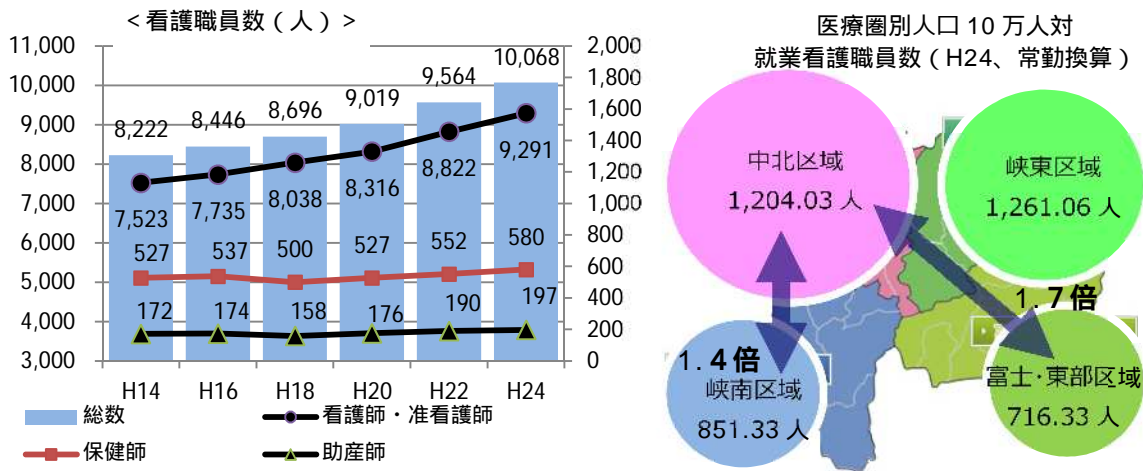 ＜看護職員数（人）＞
11,000
10,000
9,000
8,000
7,000
6,000
5,000
4,000
3,000
2,000
1,800
1,600
1,400
1,200
1,000
800
600
400
200
0
8,222
8,446
8,696
9,019
9,564
10,068
7,523
7,735
8,038
8,316
8,822
9,291
527
537
500
527
552
580
172
174
158
176
190
197
H14
H16
H18
H20
H22
H24
総数
看護師・准看護師
保健師
助産師
医療圏別人口10万人対
就業看護職員数（H24、常勤換算）
中北区域
1,204.03 人
峡東区域
1,261.06 人
1.7倍
1.4倍
峡南区域
851.33 人
富士・東部区域
716.33 人